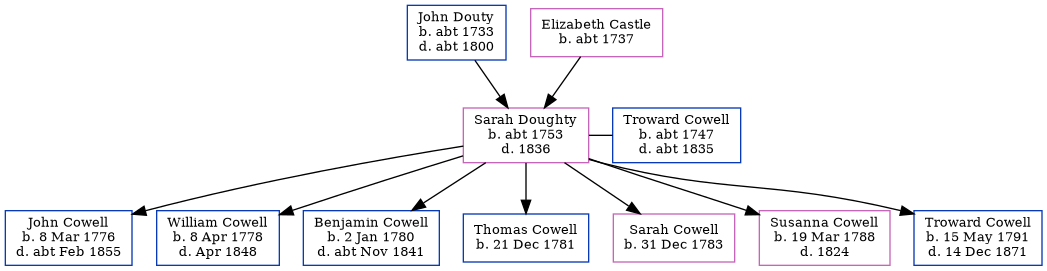 John Douty
b. abt 1733
d. abt 1800
Elizabeth Castle
b. abt 1737
Sarah Doughty
b. abt 1753
d. 1836
Troward Cowell
b. abt 1747
d. abt 1835
John Cowell
b. 8 Mar 1776
d. abt Feb 1855
William Cowell
b. 8 Apr 1778
d. Apr 1848
Benjamin Cowell
b. 2 Jan 1780
d. abt Nov 1841
Thomas Cowell
b. 21 Dec 1781
Sarah Cowell
b. 31 Dec 1783
Susanna Cowell
b. 19 Mar 1788
d. 1824
Troward Cowell
b. 15 May 1791
d. 14 Dec 1871